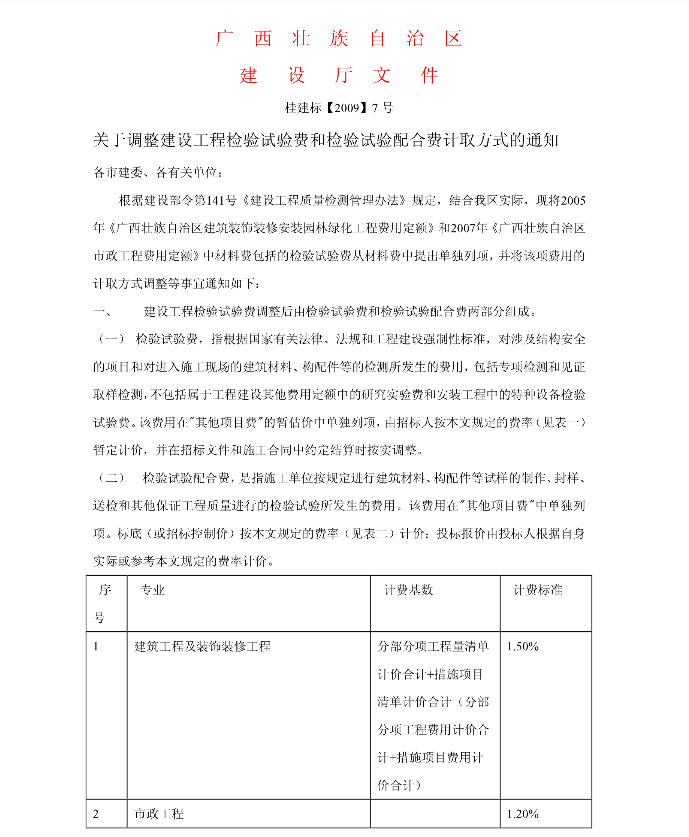 广 西 壮 族 自 治 区
建 设 厅 文 件
桂建标【2009】7号
关于调整建设工程检验试验费和检验试验配合费计取方式的通知
各市建委、各有关单位：
根据建设部令第141号《建设工程质量检测管理办法》规定，结合我区实际，现将2005
年《广西壮族自治区建筑装饰装修安装园林绿化工程费用定额》和2007年《广西壮族自治区
市政工程费用定额》中材料费包括的检验试验费从材料费中提出单独列项，并将该项费用的
计取方式调整等事宜通知如下：
一、 建设工程检验试验费调整后由检验试验费和检验试验配合费两部分组成。
（一） 检验试验费，指根据国家有关法律、法规和工程建设强制性标准，对涉及结构安全
的项目和对进入施工现场的建筑材料、构配件等的检测所发生的费用，包括专项检测和见证
取样检测，不包括属于工程建设其他费用定额中的研究实验费和安装工程中的特种设备检验
试验费。该费用在"其他项目费"的暂估价中单独列项，由招标人按本文规定的费率（见表一）
暂定计价，并在招标文件和施工合同中约定结算时按实调整。
（二） 检验试验配合费，是指施工单位按规定进行建筑材料、构配件等试样的制作、封样、
送检和其他保证工程质量进行的检验试验所发生的费用。该费用在"其他项目费"中单独列
项。标底（或招标控制价）按本文规定的费率（见表二）计价；投标报价由投标人根据自身
实际或参考本文规定的费率计价。
序号 专业 计费基数 计费标准
1 建筑工程及装饰装修工程 分部分项工程量清单 1.50%
计价合计+措施项目
清单计价合计（分部
分项工程费用计价合
计+措施项目费用计
价合计）
2 市政工程 1.20%